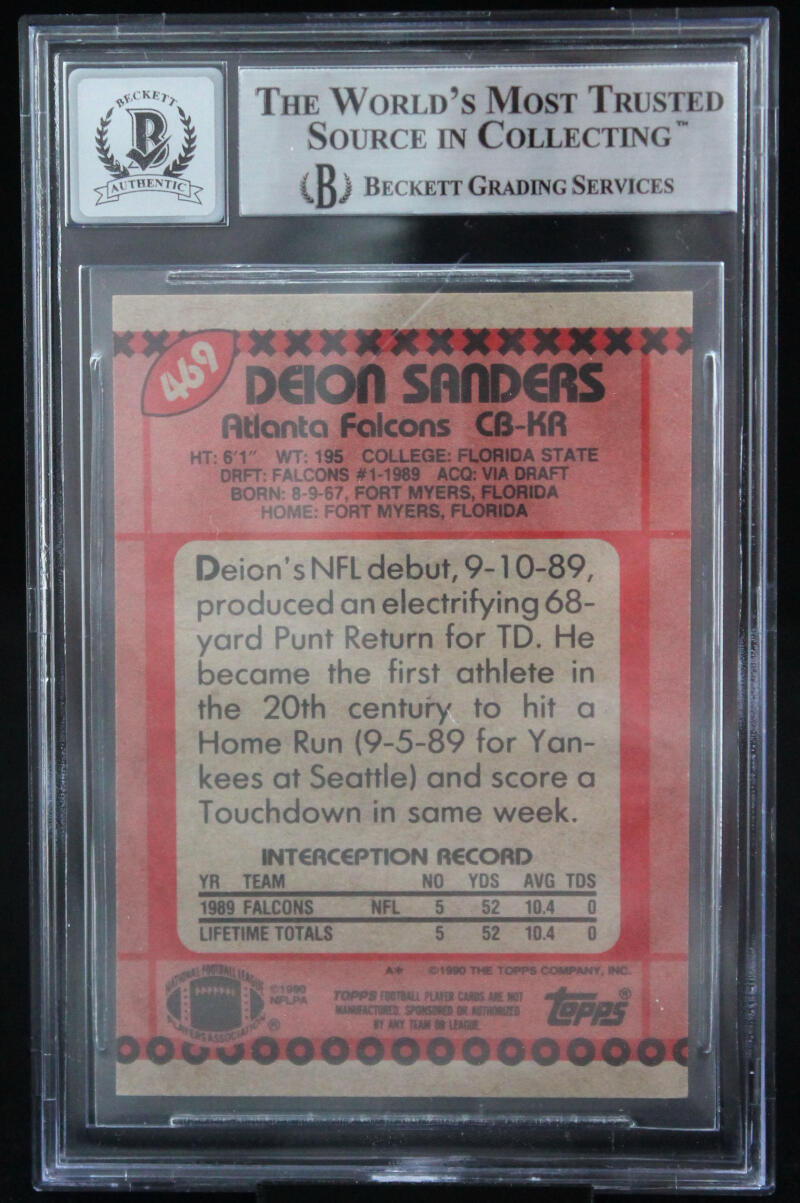 BECKETT
B
AUTHENTIC
THE WORLD'S MOST TRUSTED
SOURCE IN COLLECTING™
B BECKETT GRADING SERVICES
469
DEION SANDERS
Atlanta Falcons CB-KR
HT: 6'1" WT: 195 COLLEGE: FLORIDA STATE
DRFT: FALCONS #1-1989 ACQ: VIA DRAFT
BORN: 8-9-67, FORT MYERS, FLORIDA
HOME: FORT MYERS, FLORIDA
Deion's NFL debut, 9-10-89,
produced an electrifying 68-
yard Punt Return for TD. He
became the first athlete in
the 20th century to hit a
Home Run (9-5-89 for Yan-
kees at Seattle) and score a
Touchdown in same week.
INTERCEPTION RECORD
YR TEAM NO YDS AVG TDS
1989 FALCONS NFL 5 52 10.4 0
LIFETIME TOTALS 5 52 10.4 0
A* ©1990 THE TOPPS COMPANY, INC.
NATIONAL FOOTBALL LEAGUE
PLAYERS ASSOCIATION ®
©1990
NFLPA
TOPPS FOOTBALL PLAYER CARDS ARE NOT
MANUFACTURED, SPONSORED OR AUTHORIZED
BY ANY TEAM OR LEAGUE.
topps®